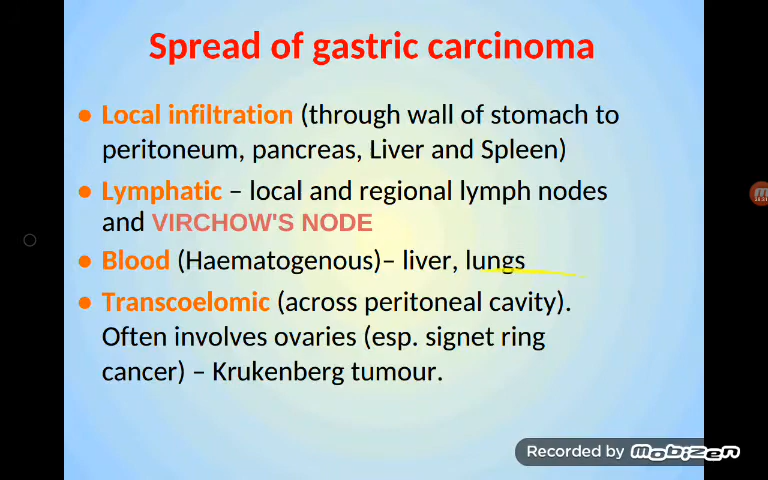 Spread of gastric carcinoma
● Local infiltration (through wall of stomach to
peritoneum, pancreas, Liver and Spleen)
● Lymphatic – local and regional lymph nodes
and VIRCHOW'S NODE
● Blood (Haematogenous)– liver, lungs
● Transcoelomic (across peritoneal cavity).
Often involves ovaries (esp. signet ring
cancer) – Krukenberg tumour.
Recorded by mobizen